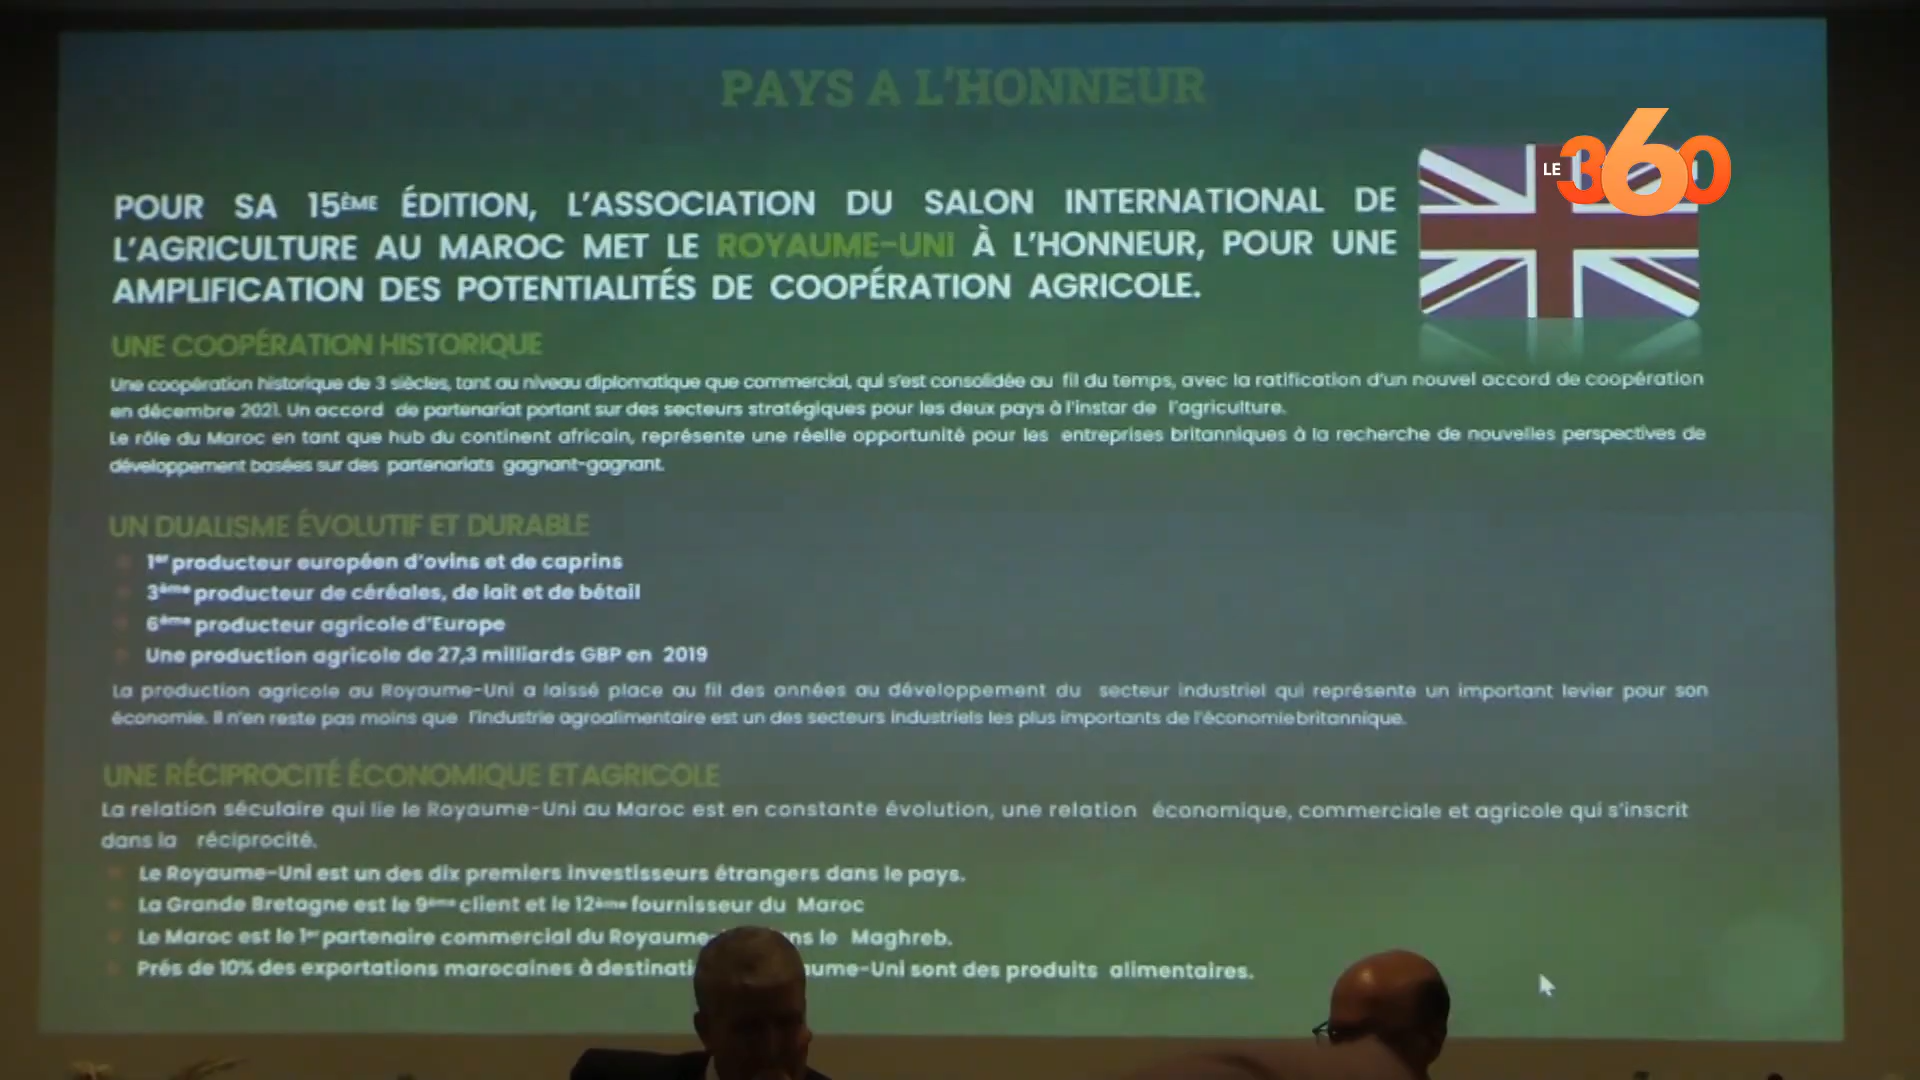 PAYS A L'HONNEUR
LE 360
POUR SA 15ÈME ÉDITION, L'ASSOCIATION DU SALON INTERNATIONAL DE
L'AGRICULTURE AU MAROC MET LE ROYAUME-UNI À L'HONNEUR, POUR UNE
AMPLIFICATION DES POTENTIALITÉS DE COOPÉRATION AGRICOLE.
UNE COOPÉRATION HISTORIQUE
Une coopération historique de 3 siècles, tant au niveau diplomatique que commercial, qui s'est consolidée au fil du temps, avec la ratification d'un nouvel accord de coopération
en décembre 2021. Un accord de partenariat portant sur des secteurs stratégiques pour les deux pays à l'instar de l'agriculture.
Le rôle du Maroc en tant que hub du continent africain, représente une réelle opportunité pour les entreprises britanniques à la recherche de nouvelles perspectives de
développement basées sur des partenariats gagnant-gagnant.
UN DUALISME ÉVOLUTIF ET DURABLE
1er producteur européen d'ovins et de caprins
3ème producteur de céréales, de lait et de bétail
6ème producteur agricole d'Europe
Une production agricole de 27,3 milliards GBP en 2019
La production agricole au Royaume-Uni a laissé place au fil des années au développement du secteur industriel qui représente un important levier pour son
économie. Il n'en reste pas moins que l'industrie agroalimentaire est un des secteurs industriels les plus importants de l'économie britannique.
UNE RÉCIPROCITÉ ÉCONOMIQUE ET AGRICOLE
La relation séculaire qui lie le Royaume-Uni au Maroc est en constante évolution, une relation économique, commerciale et agricole qui s'inscrit
dans la réciprocité.
Le Royaume-Uni est un des dix premiers investisseurs étrangers dans le pays.
La Grande Bretagne est le 9ème client et le 12ème fournisseur du Maroc
Le Maroc est le 1er partenaire commercial du Royaume- ns le Maghreb.
Prés de 10% des exportations marocaines à destinati ume-Uni sont des produits alimentaires.